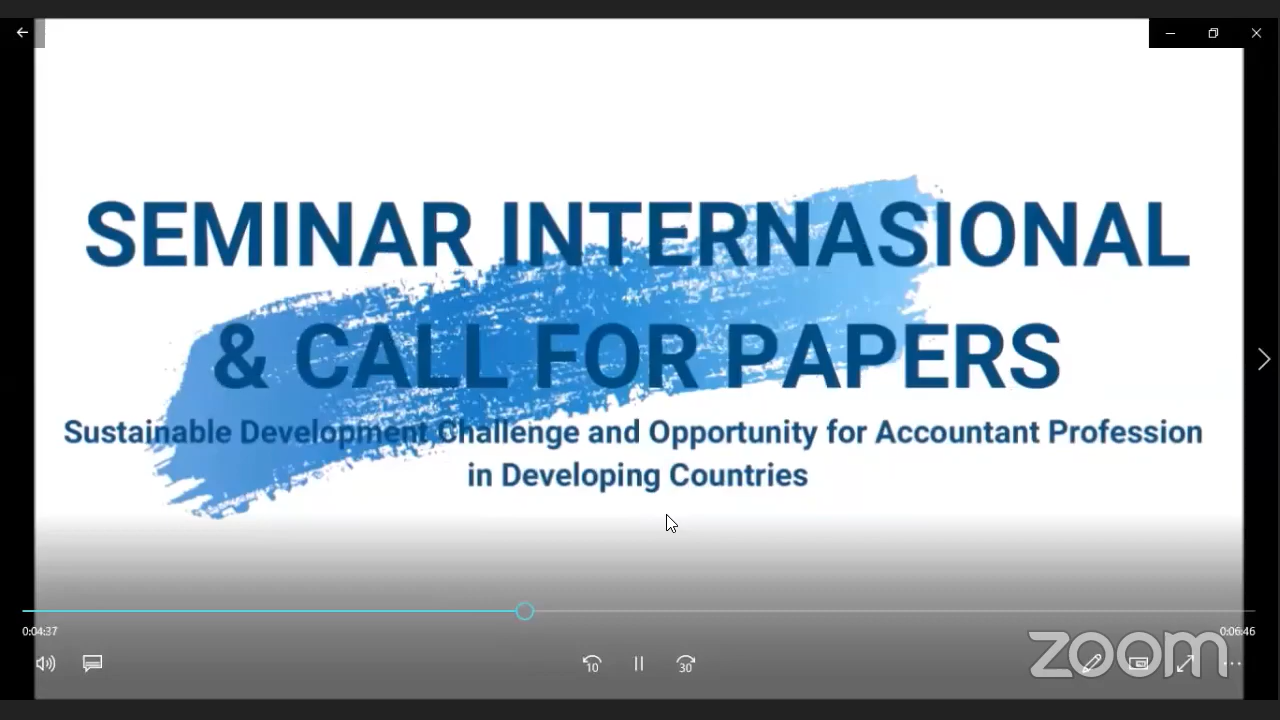 SEMINAR INTERNASIONAL
& CALL FOR PAPERS
Sustainable Development Challenge and Opportunity for Accountant Profession
in Developing Countries
0:04:37
0:06:46
10
30
zoom